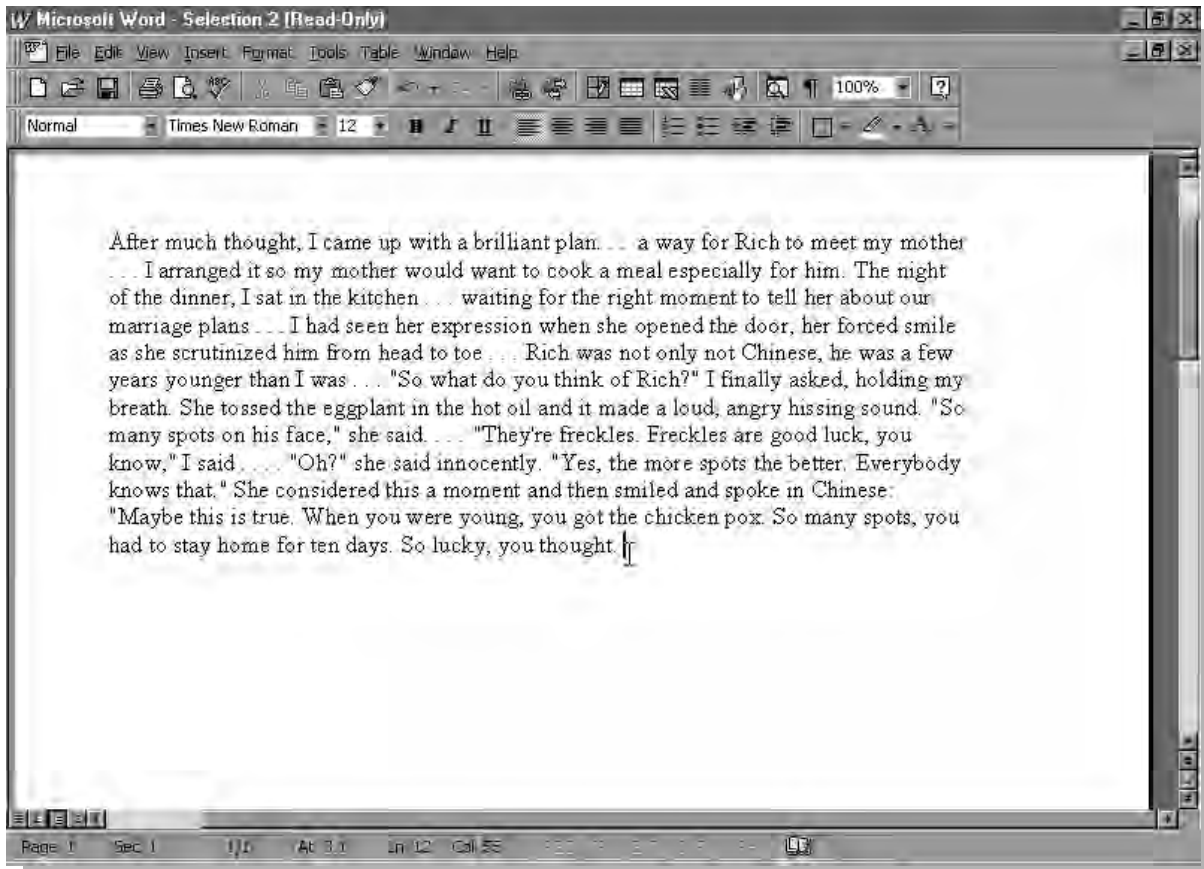 Microsoft Word - Selection 2 (Read-Only)
File Edit View Insert Format Tools Table Window Help
100%
Normal Times New Roman 12 B I U
After much thought, I came up with a brilliant plan. . . a way for Rich to meet my mother
. . . I arranged it so my mother would want to cook a meal especially for him. The night
of the dinner, I sat in the kitchen . . . waiting for the right moment to tell her about our
marriage plans . . . I had seen her expression when she opened the door, her forced smile
as she scrutinized him from head to toe . . . Rich was not only not Chinese, he was a few
years younger than I was . . . "So what do you think of Rich?" I finally asked, holding my
breath. She tossed the eggplant in the hot oil and it made a loud, angry hissing sound. "So
many spots on his face," she said. . . . "They're freckles. Freckles are good luck, you
know," I said . . . . "Oh?" she said innocently. "Yes, the more spots the better. Everybody
knows that." She considered this a moment and then smiled and spoke in Chinese:
"Maybe this is true. When you were young, you got the chicken pox. So many spots, you
had to stay home for ten days. So lucky, you thought.
Page 1 Sec 1 At Ln 12 Col